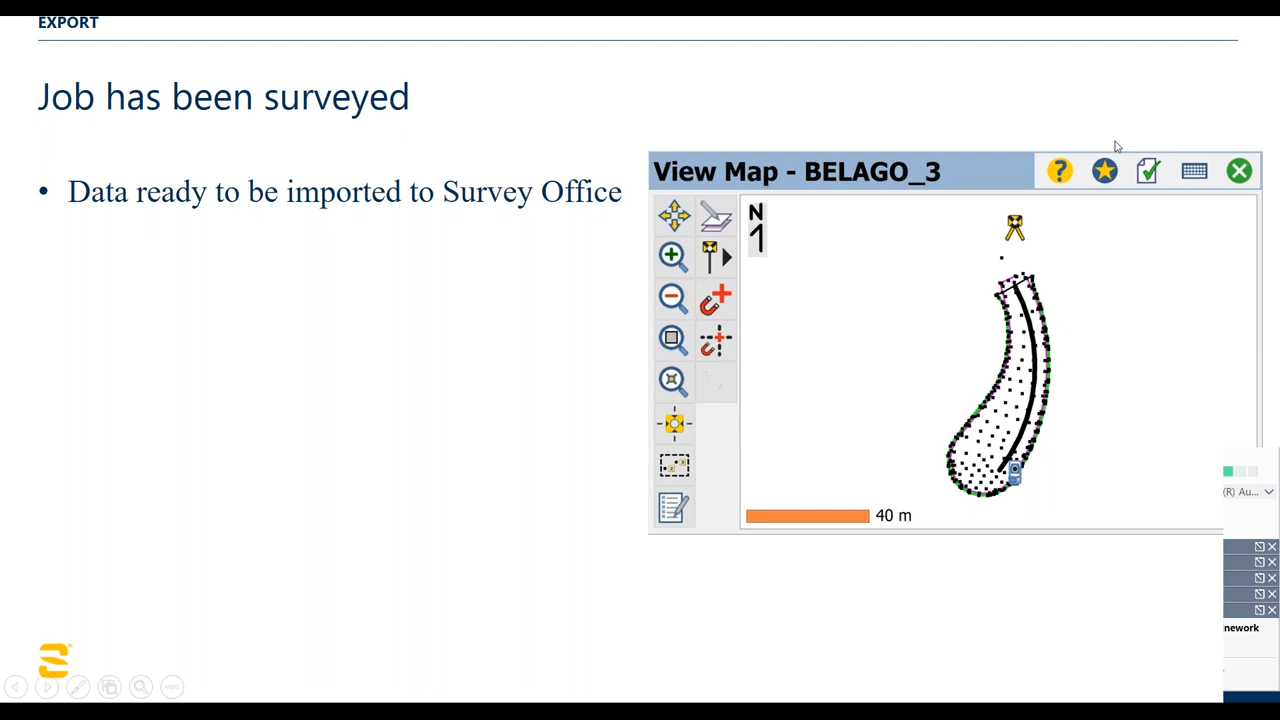 EXPORT
Job has been surveyed
• Data ready to be imported to Survey Office
View Map - BELAGO_3
N
1
40 m
(R) Au...
nework